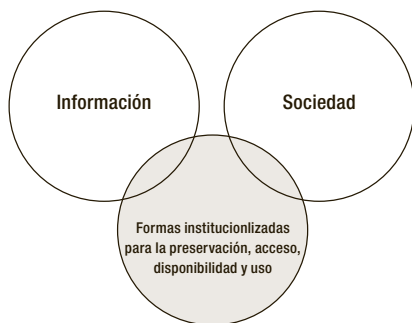 Información
Sociedad
Formas institucionlizadas
para la preservación, acceso,
disponibilidad y uso